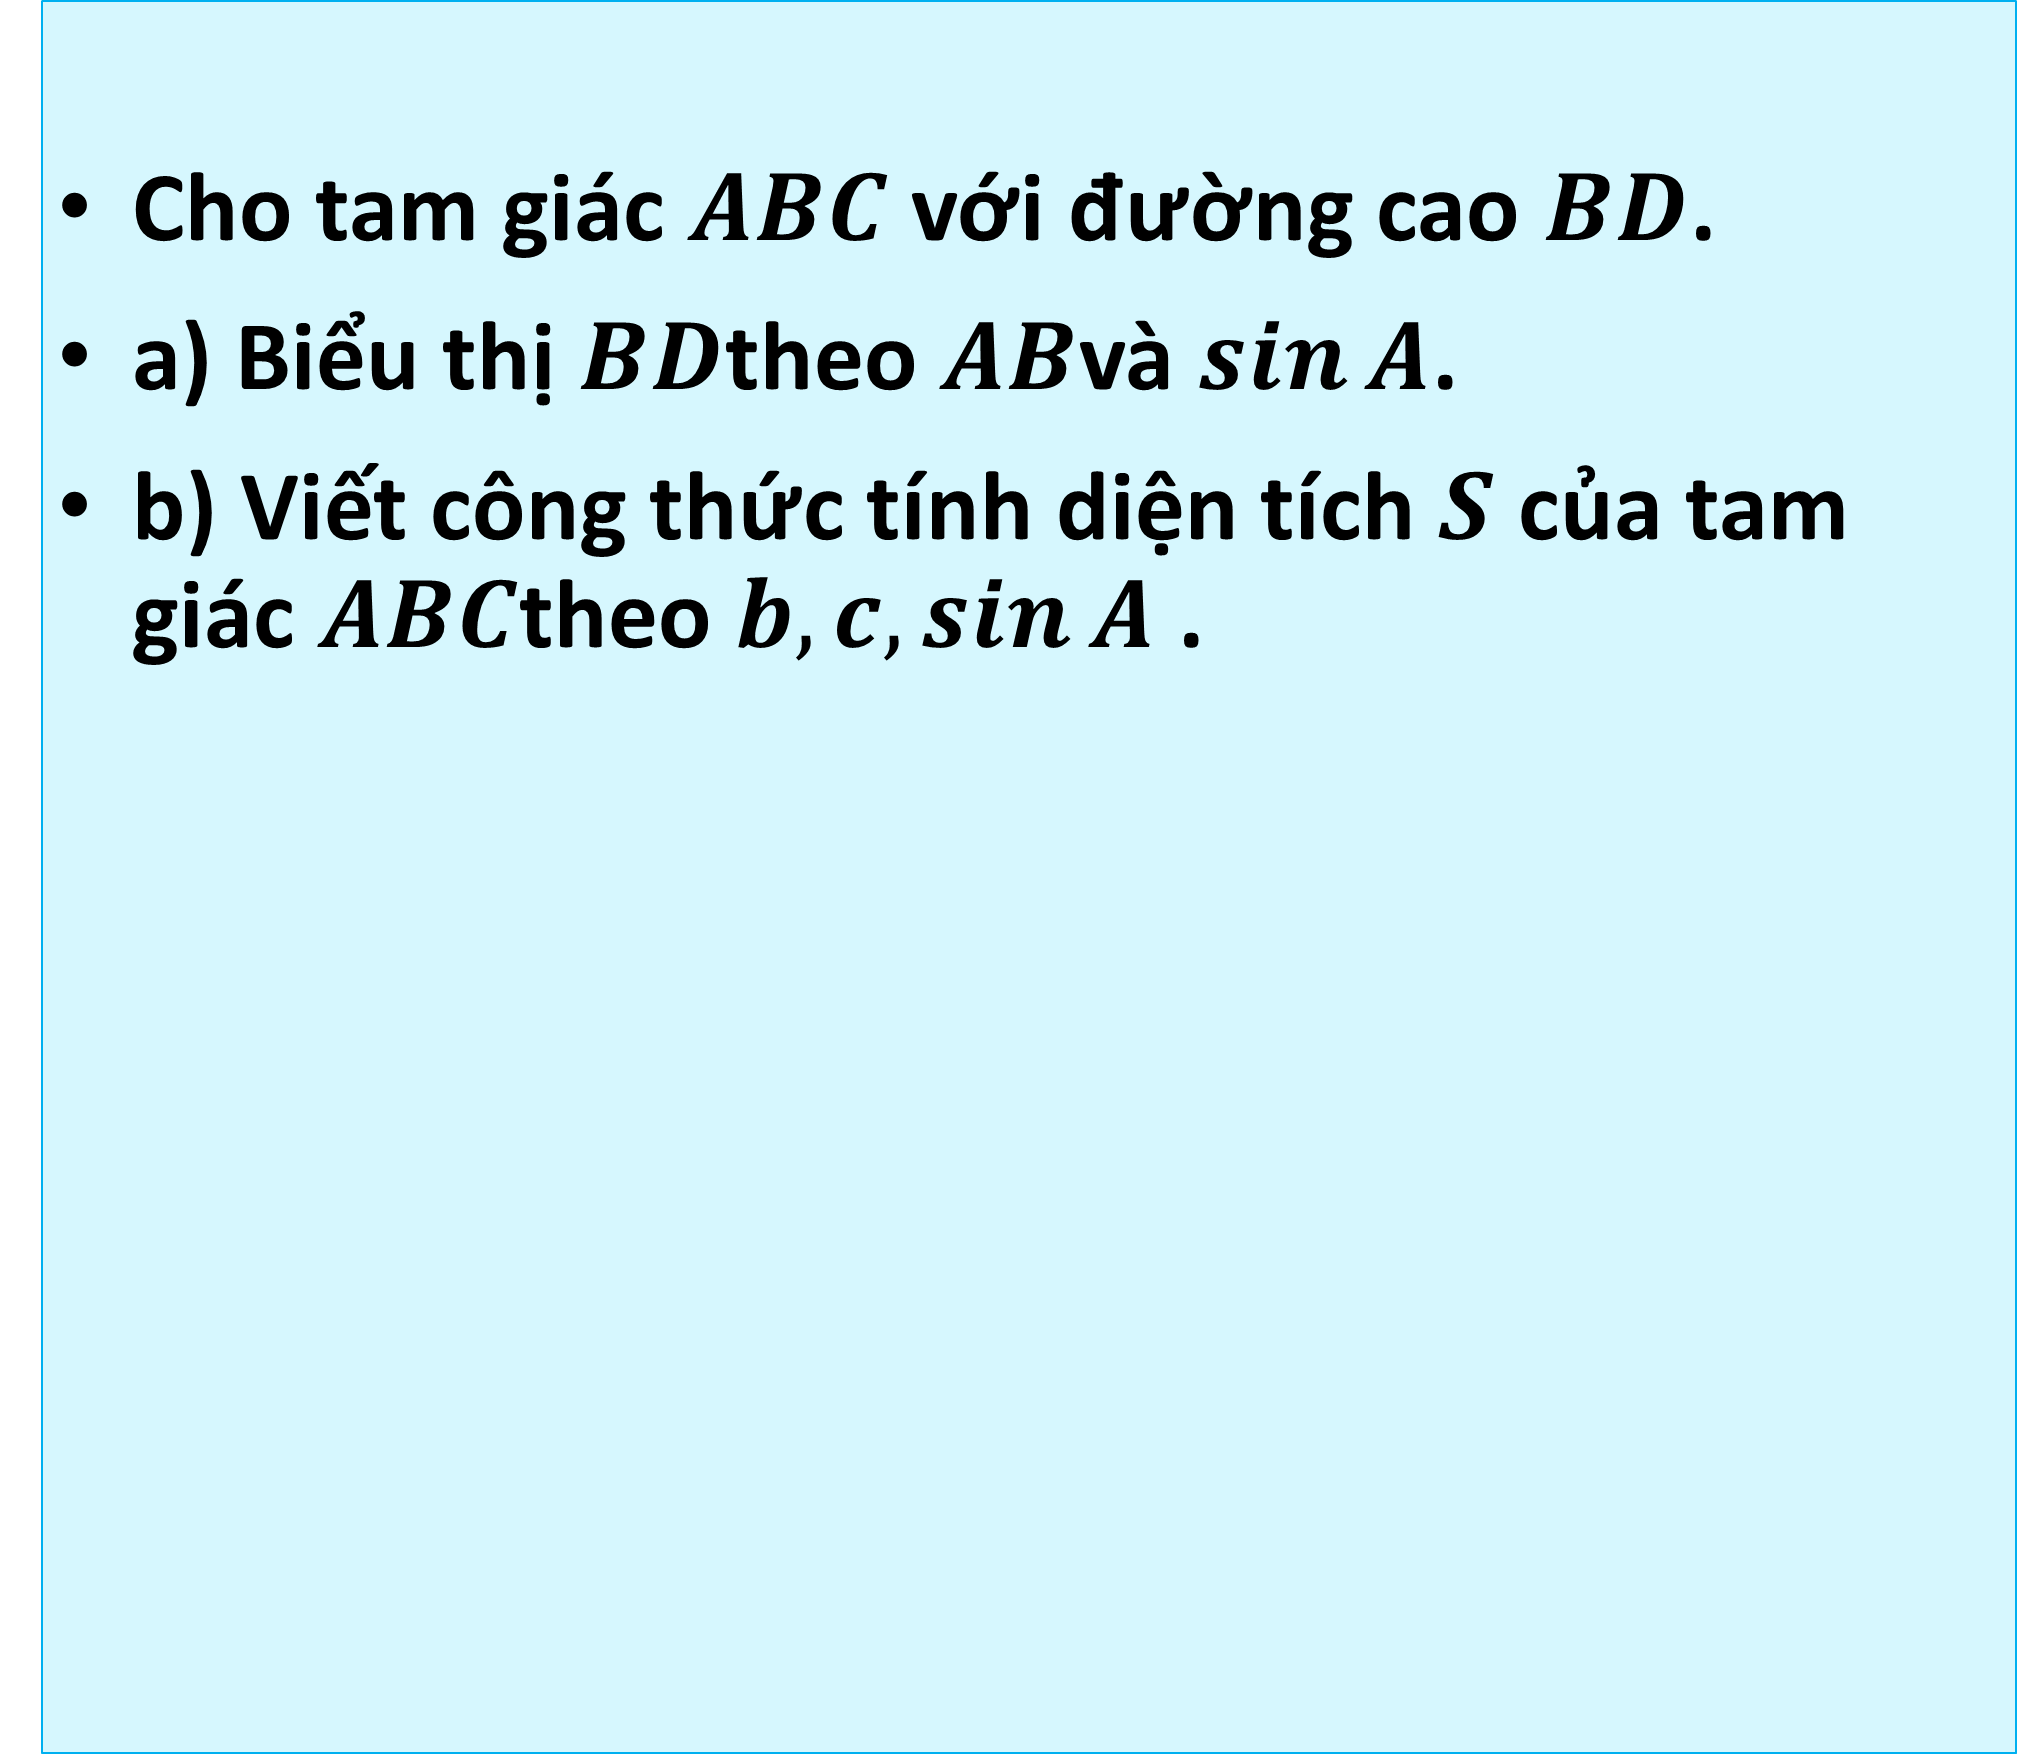 • Cho tam giác ABC với đường cao BD.
• a) Biểu thị BDtheo ABvà sin A.
• b) Viết công thức tính diện tích S của tam
giác ABCtheo b, c, sin A .